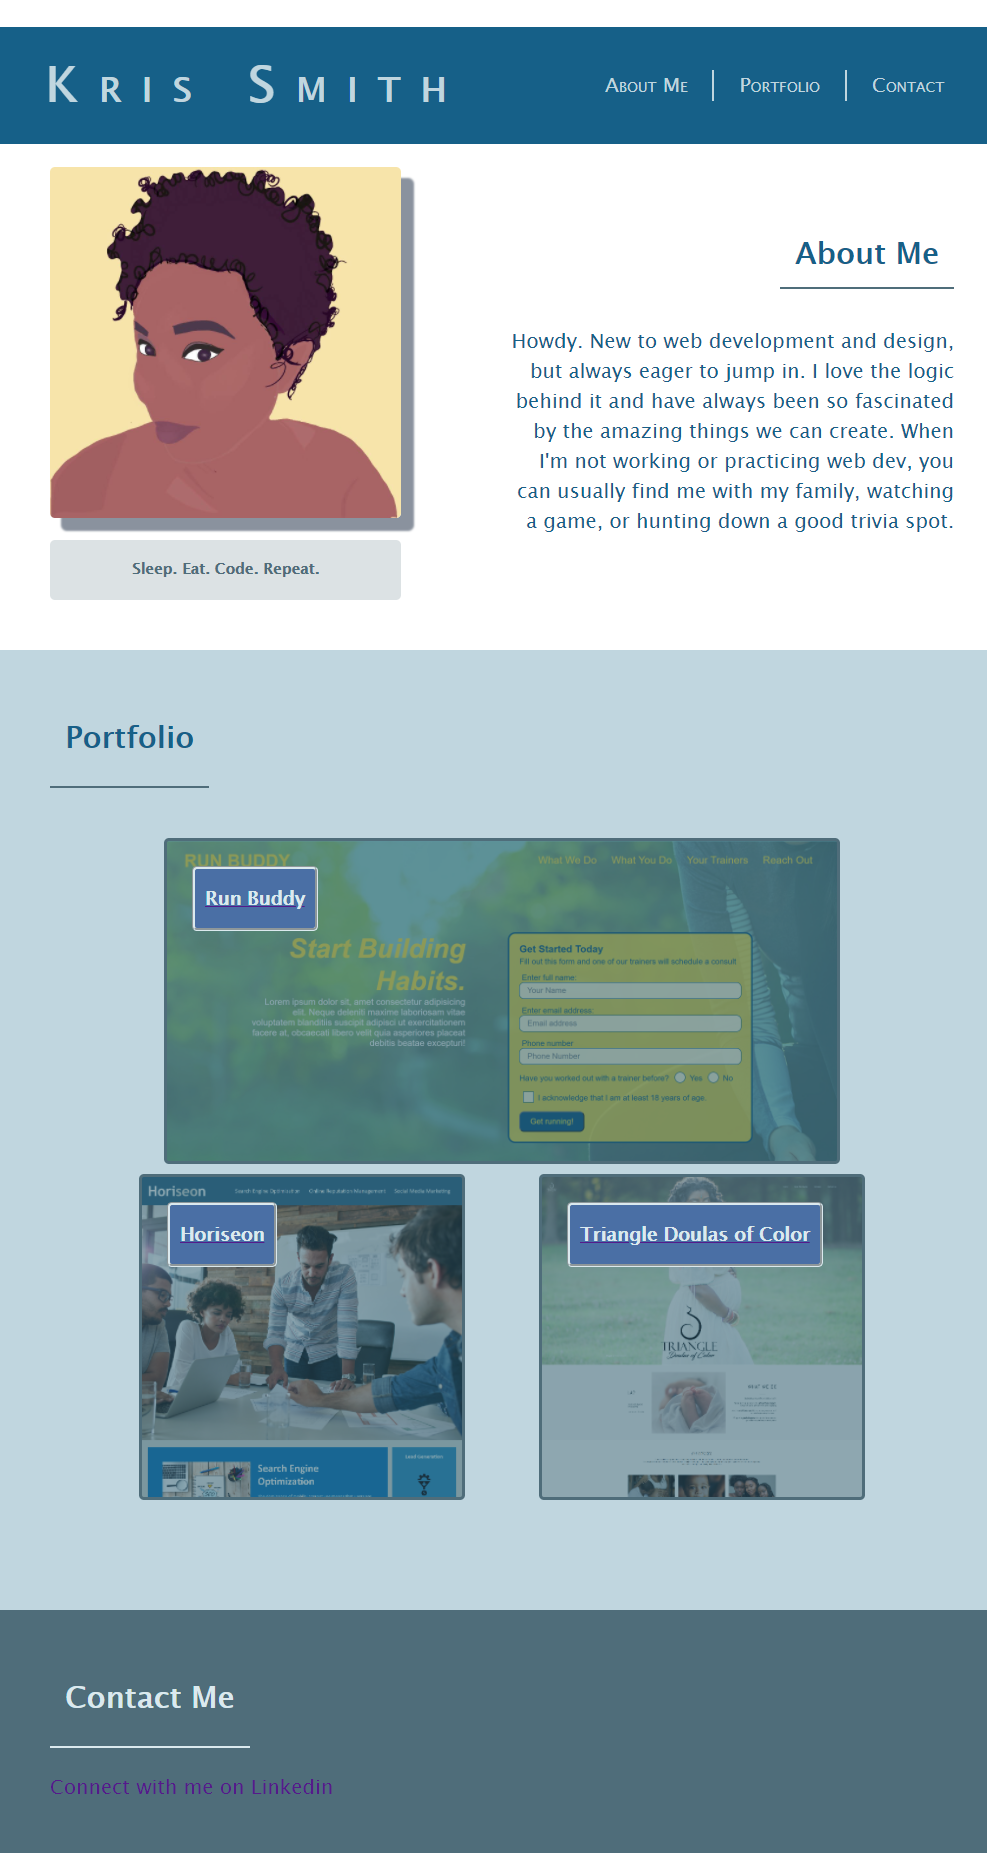 Kris Smith
About Me
Portfolio
Contact
About Me
Howdy. New to web development and design,
but always eager to jump in. I love the logic
behind it and have always been so fascinated
by the amazing things we can create. When
I'm not working or practicing web dev, you
can usually find me with my family, watching
a game, or hunting down a good trivia spot.
Sleep. Eat. Code. Repeat.
Portfolio
RUN BUDDY
What We Do
What You Do
Your Trainers
Reach Out
Run Buddy
Start Building
Habits.
Lorem ipsum dolor sit, amet consectetur adipisicing
elit. Neque deleniti maxime laboriosam vitae
voluptatem blanditiis suscipit adipisci ut exercitationem
facere at, obcaecati libero velit quia asperiores placeat
debitis beatae excepturi!
Get Started Today
Fill out this form and one of our trainers will schedule a consult
Enter full name:
Your Name
Enter email address:
Email address
Phone number
Phone Number
Have you worked out with a trainer before? Yes No
I acknowledge that I am at least 18 years of age.
Get running!
Horiseon
Search Engine Optimization
Online Reputation Management
Social Media Marketing
Horiseon
Search Engine
Optimization
Lead Generation
Triangle Doulas of Color
TRIANGLE
Doulas of Color
Contact Me
Connect with me on Linkedin